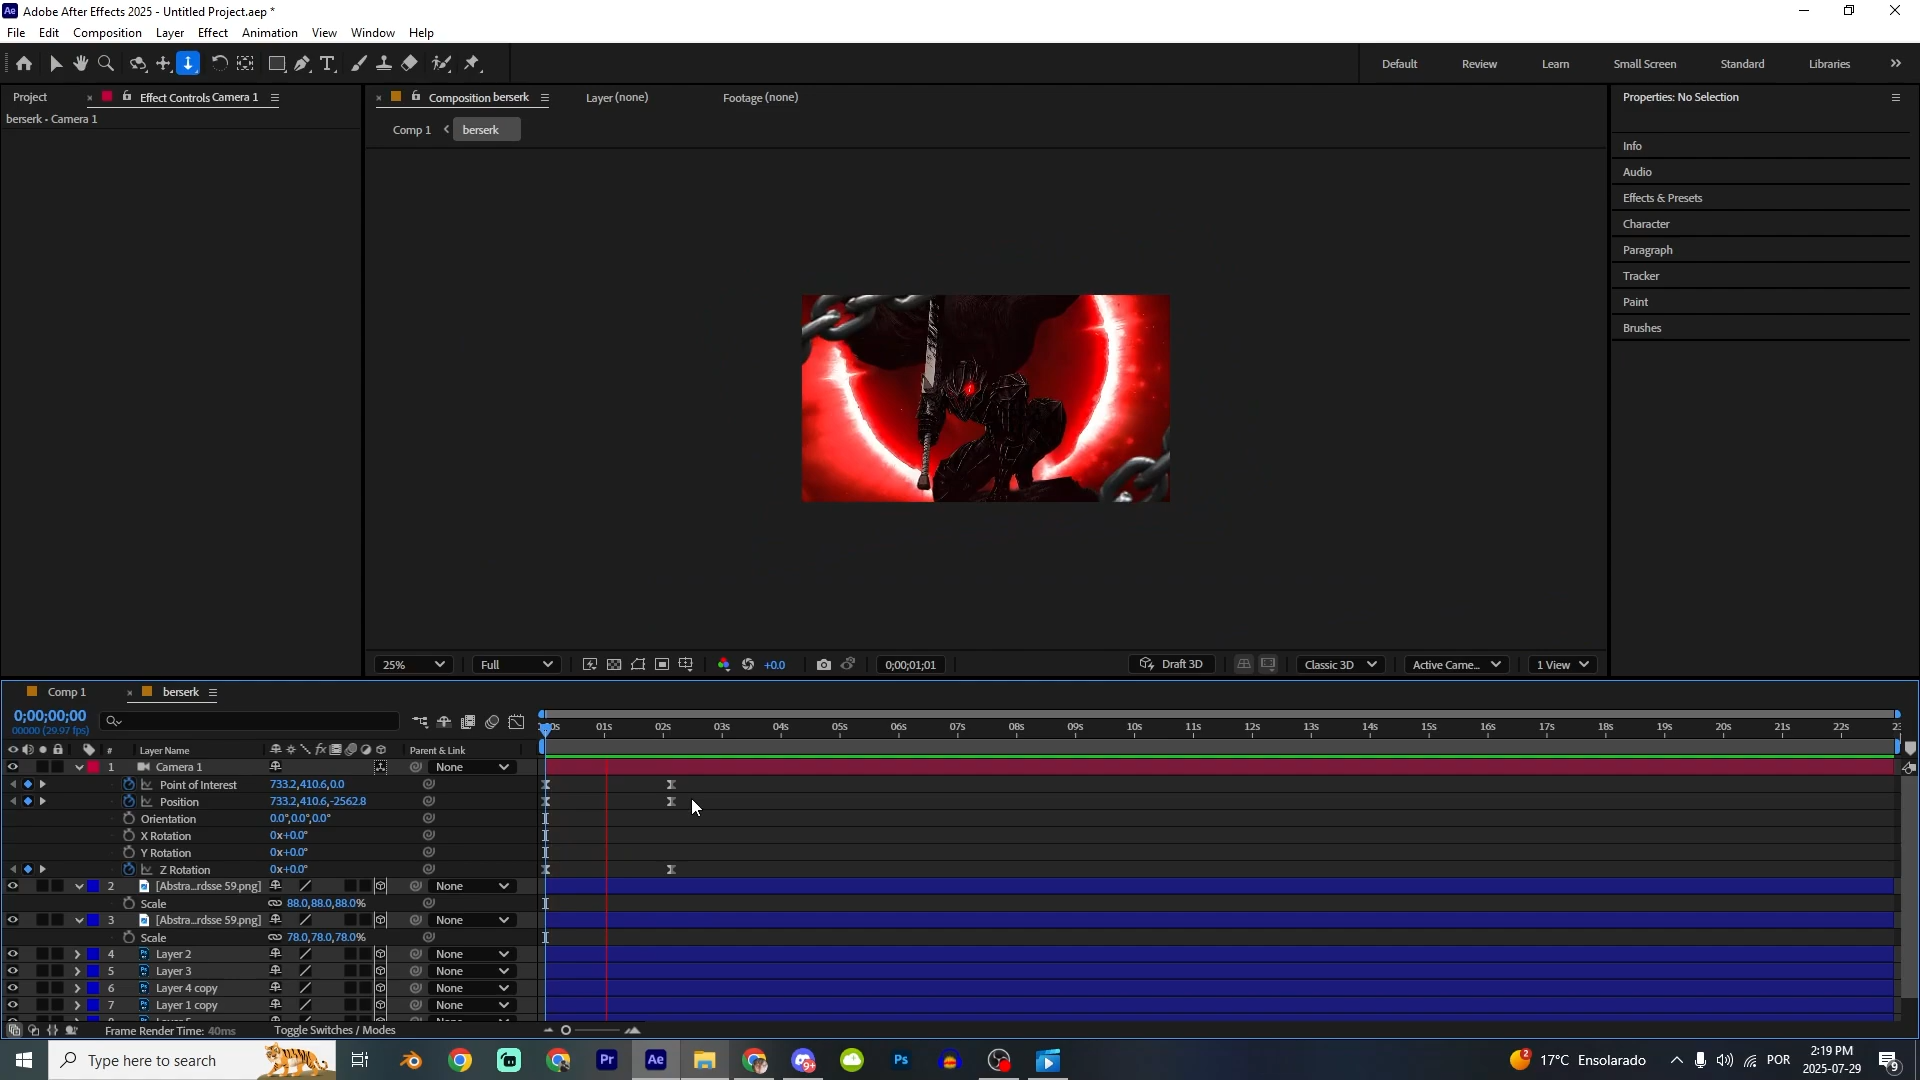 Ae Adobe After Effects 2025 - Untitled Project.aep *
File Edit Composition Layer Effect Animation View Window Help
Default Review Learn Small Screen Standard Libraries
Project × Effect Controls Camera 1
berserk • Camera 1
× Composition berserk Layer (none) Footage (none)
Comp 1 berserk
Properties: No Selection
Info
Audio
Effects & Presets
Character
Paragraph
Tracker
Paint
Brushes
25% Full +0.0 0;00;01;01 Draft 3D Classic 3D Active Came... 1 View
Comp 1 × berserk
0;00;00;00
00000 (29.97 fps)
01s 02s 03s 04s 05s 06s 07s 08s 09s 10s 11s 12s 13s 14s 15s 16s 17s 18s 19s 20s 21s 22s
# Layer Name Parent & Link
1 Camera 1 None
Point of Interest 733.2,410.6,0.0
Position 733.2,410.6,-2562.8
Orientation 0.0°,0.0°,0.0°
X Rotation 0x+0.0°
Y Rotation 0x+0.0°
Z Rotation 0x+0.0°
2 [Abstra...rdsse 59.png] None
Scale 88.0,88.0,88.0%
3 [Abstra...rdsse 59.png] None
Scale 78.0,78.0,78.0%
4 Layer 2 None
5 Layer 3 None
6 Layer 4 copy None
7 Layer 1 copy None
Frame Render Time: 40ms Toggle Switches / Modes
Type here to search
Pr Ae 9+ Ps
2 17°C Ensolarado POR 2:19 PM
2025-07-29 9